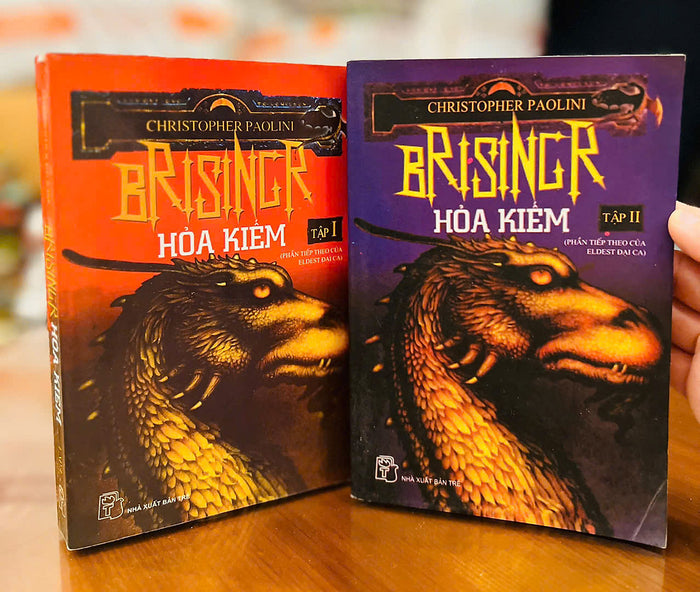 CHRISTOPHER PAOLINI
BRISINGR
HỎA KIẾM
TẬP I
(PHẦN TIẾP THEO CỦA
ELDEST ĐẠI CA)
NHÀ XUẤT BẢN TRẺ
BRISINGR HỎA KIẾM
CHRISTOPHER PAOLINI
BRISINGR
HỎA KIẾM
TẬP II
(PHẦN TIẾP THEO CỦA
ELDEST ĐẠI CA)
NHÀ XUẤT BẢN TRẺ